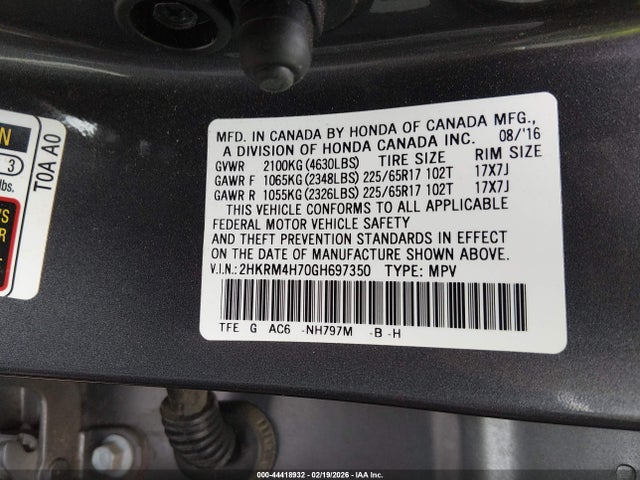 N
3
lbs.
'S
R
TOA A0
MFD. IN CANADA BY HONDA OF CANADA MFG.,
A DIVISION OF HONDA CANADA INC. 08/'16
GVWR 2100KG (4630LBS) TIRE SIZE RIM SIZE
GAWR F 1065KG (2348LBS) 225/65R17 102T 17X7J
GAWR R 1055KG (2326LBS) 225/65R17 102T 17X7J
THIS VEHICLE CONFORMS TO ALL APPLICABLE
FEDERAL MOTOR VEHICLE SAFETY
AND THEFT PREVENTION STANDARDS IN EFFECT
ON THE DATE OF MANUFACTURE SHOWN ABOVE.
V.I.N.:2HKRM4H70GH697350 TYPE: MPV
TFE G AC6 -NH797M -B -H
000-44418932 - 02/19/2026 - IAA Inc.